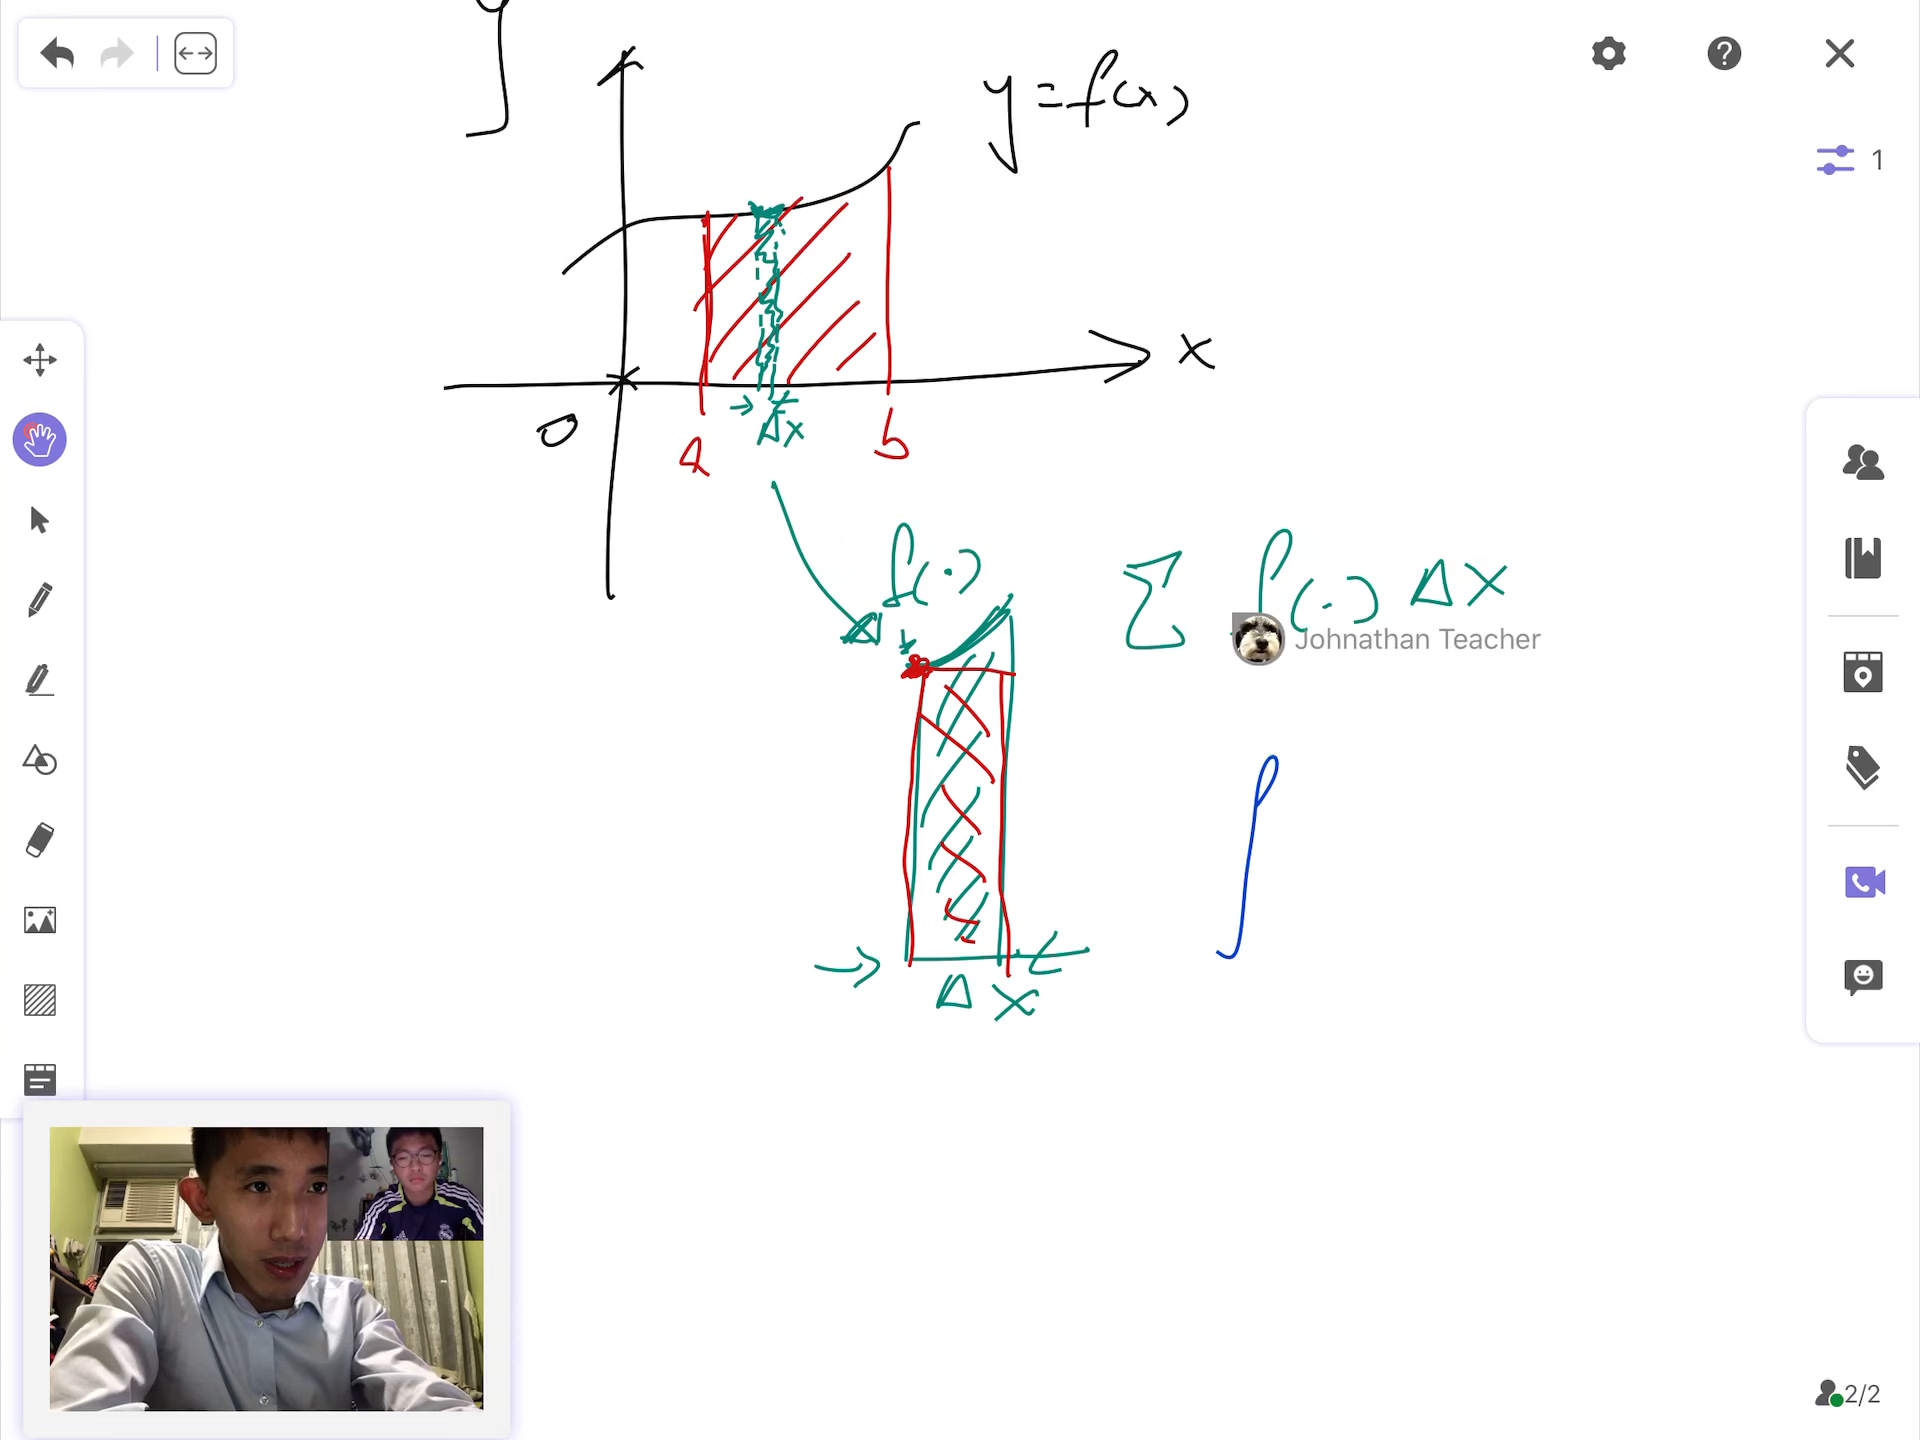 y
1
y = f(x)
x
0
Δx
a
b
f(·)
Σ f(·) Δx
Johnathan Teacher
∫
Δx
2/2